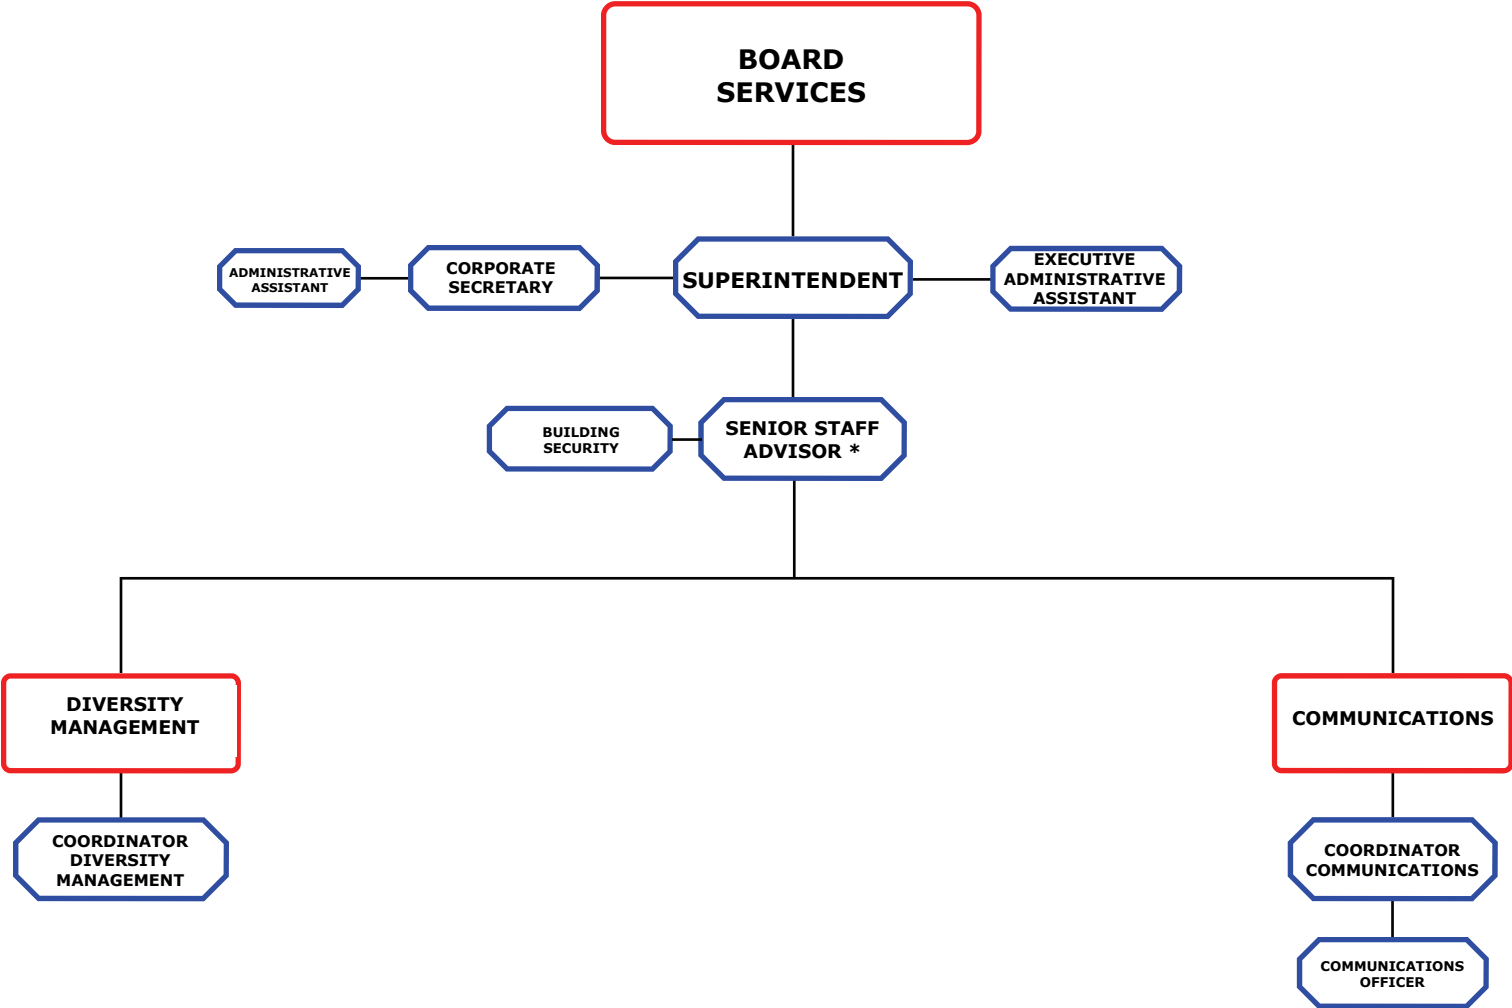 BOARD
SERVICES
ADMINISTRATIVE
ASSISTANT
CORPORATE
SECRETARY
SUPERINTENDENT
EXECUTIVE
ADMINISTRATIVE
ASSISTANT
BUILDING
SECURITY
SENIOR STAFF
ADVISOR *
DIVERSITY
MANAGEMENT
COMMUNICATIONS
COORDINATOR
DIVERSITY
MANAGEMENT
COORDINATOR
COMMUNICATIONS
COMMUNICATIONS
OFFICER